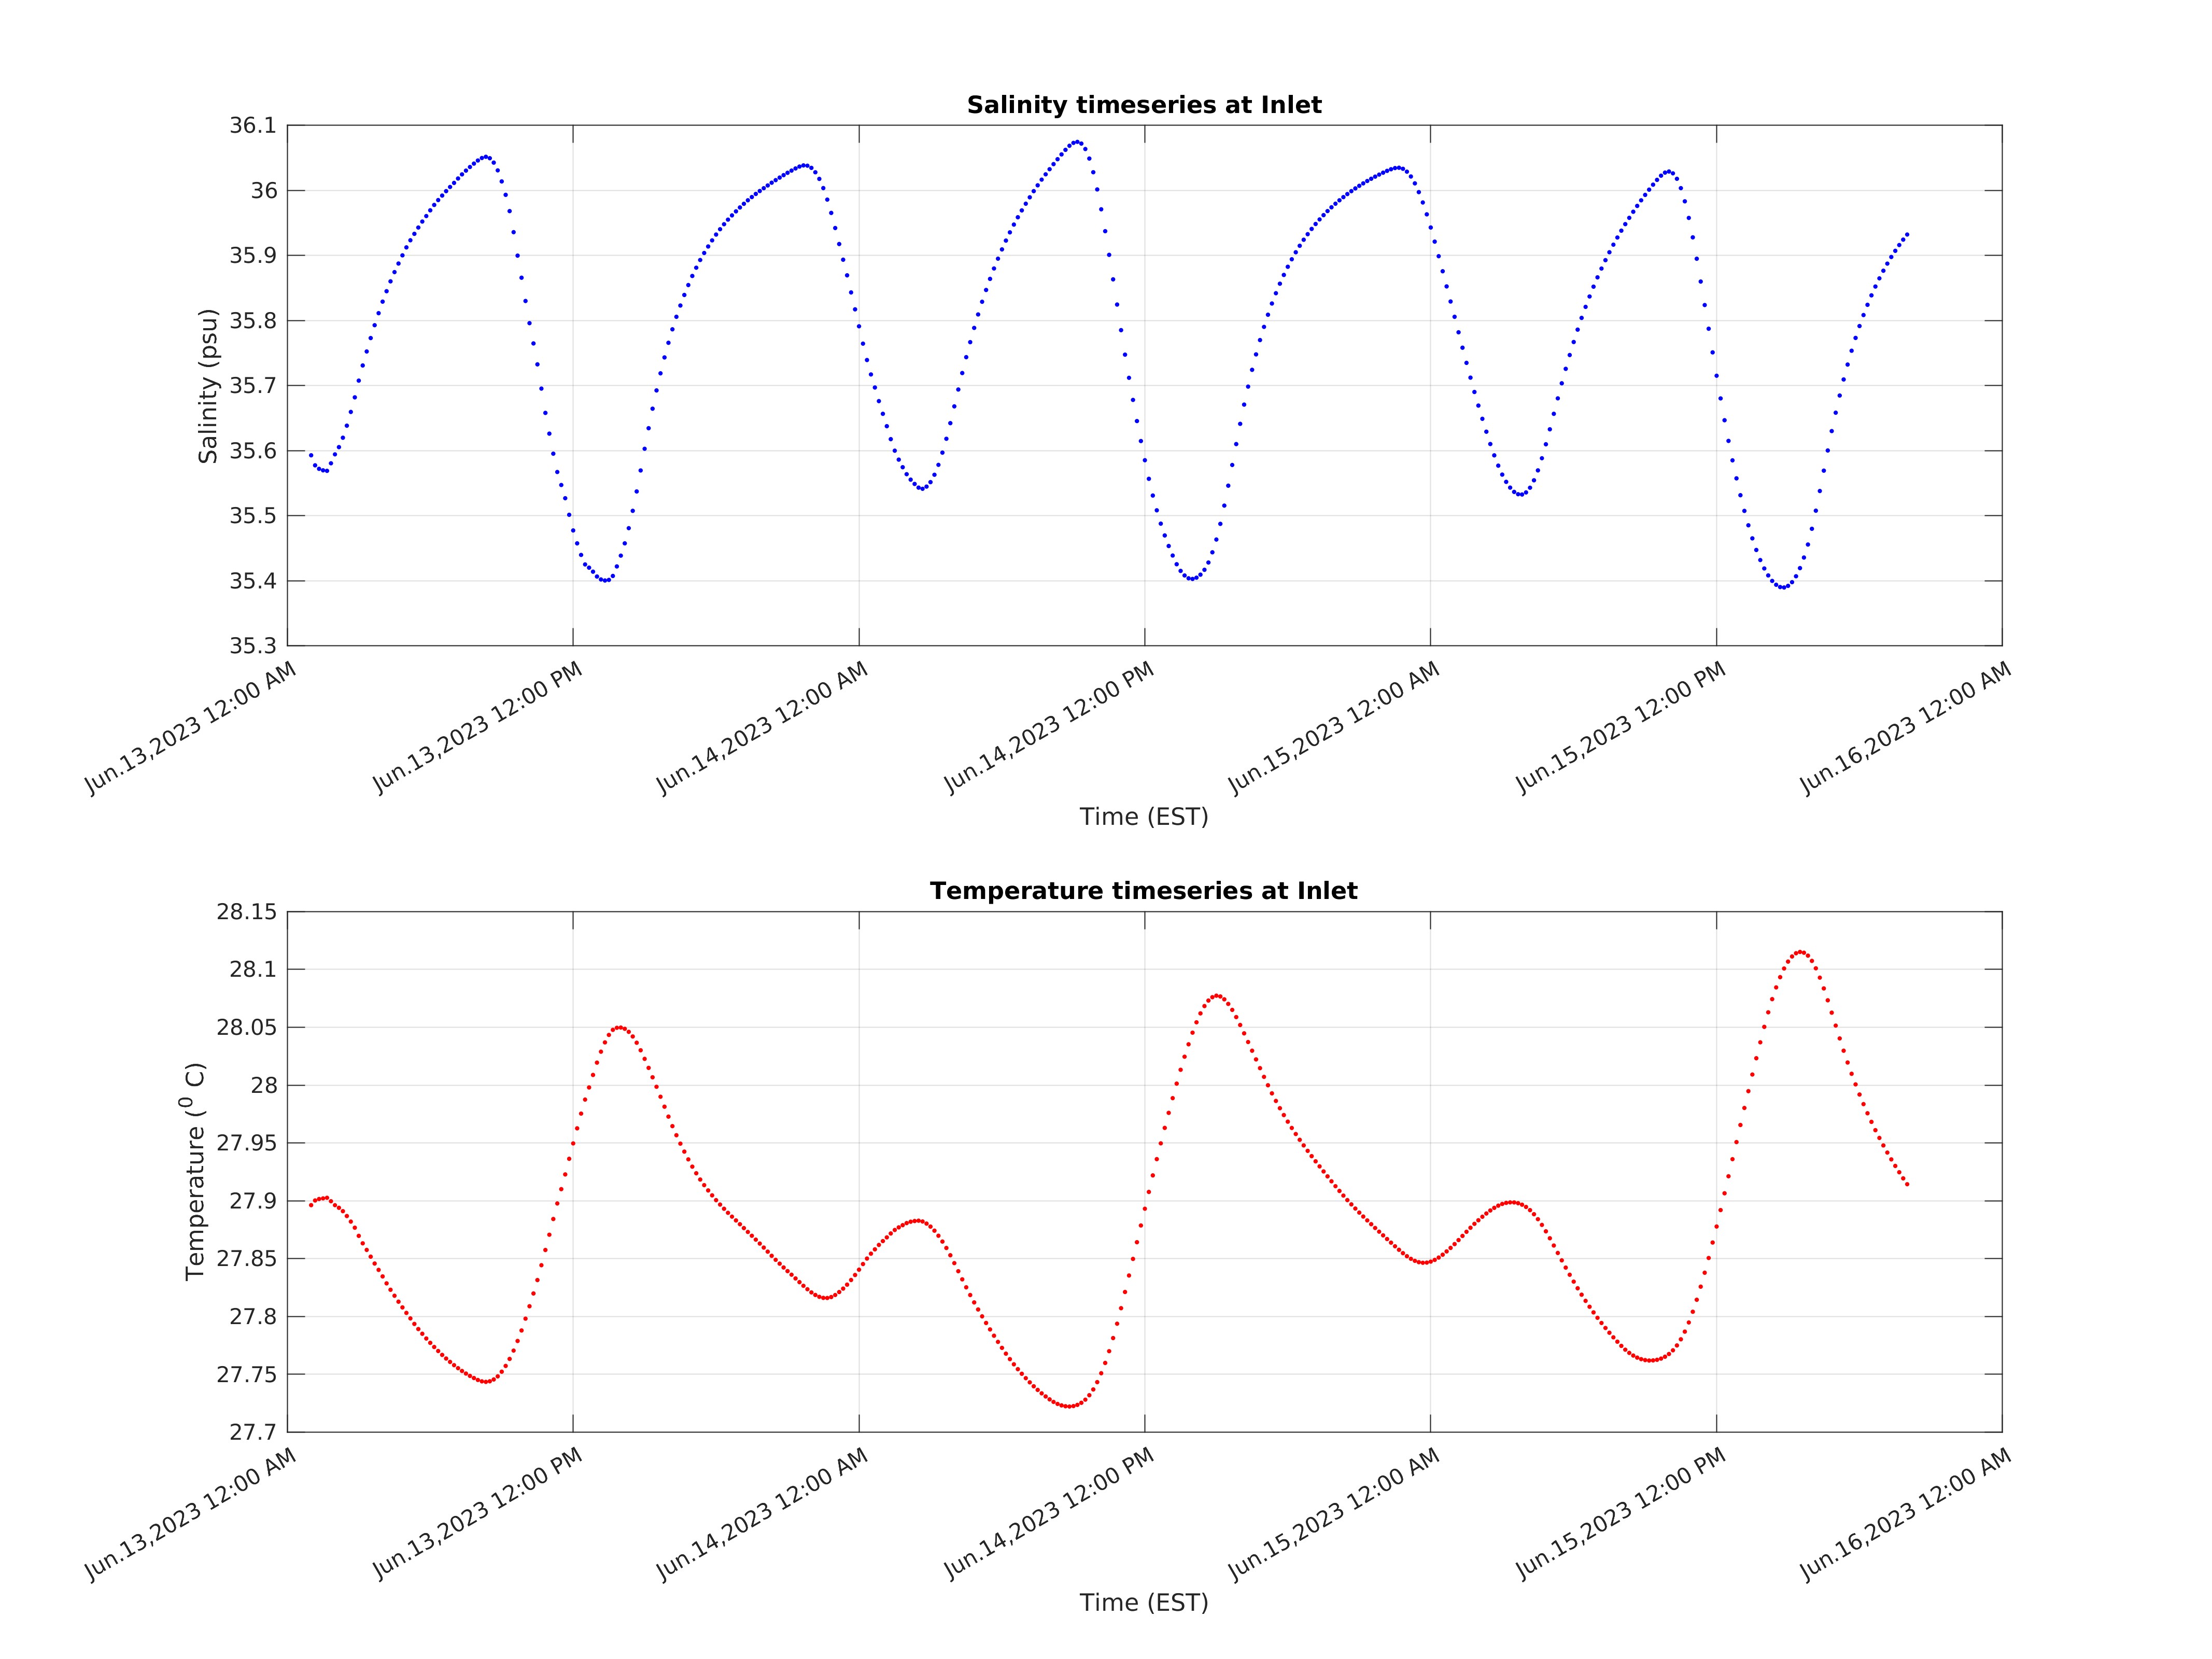 Salinity timeseries at Inlet
36.1
36
35.9
35.8
35.7
35.6
35.5
35.4
35.3
Salinity (psu)
Jun.13,2023 12:00 AM
Jun.13,2023 12:00 PM
Jun.14,2023 12:00 AM
Jun.14,2023 12:00 PM
Jun.15,2023 12:00 AM
Jun.15,2023 12:00 PM
Jun.16,2023 12:00 AM
Time (EST)
Temperature timeseries at Inlet
28.15
28.1
28.05
28
27.95
27.9
27.85
27.8
27.75
27.7
Temperature (⁰ C)
Jun.13,2023 12:00 AM
Jun.13,2023 12:00 PM
Jun.14,2023 12:00 AM
Jun.14,2023 12:00 PM
Jun.15,2023 12:00 AM
Jun.15,2023 12:00 PM
Jun.16,2023 12:00 AM
Time (EST)